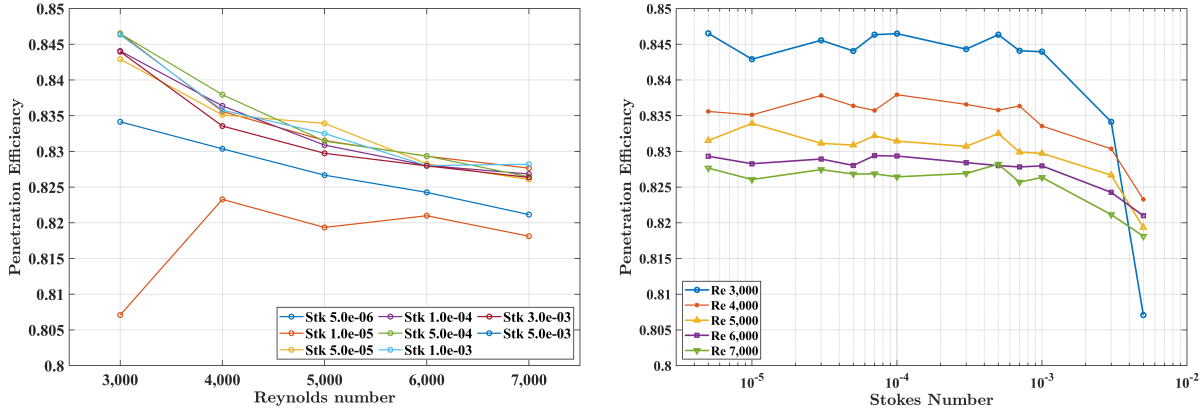 0.85
0.845
0.84
0.835
0.83
0.825
0.82
0.815
0.81
0.805
0.8
Penetration Efficiency
3,000 4,000 5,000 6,000 7,000
Reynolds number
Stk 5.0e-06 Stk 1.0e-04 Stk 3.0e-03
Stk 1.0e-05 Stk 5.0e-04 Stk 5.0e-03
Stk 5.0e-05 Stk 1.0e-03
0.85
0.845
0.84
0.835
0.83
0.825
0.82
0.815
0.81
0.805
0.8
Penetration Efficiency
Re 3,000
Re 4,000
Re 5,000
Re 6,000
Re 7,000
10⁻⁵ 10⁻⁴ 10⁻³ 10⁻²
Stokes Number